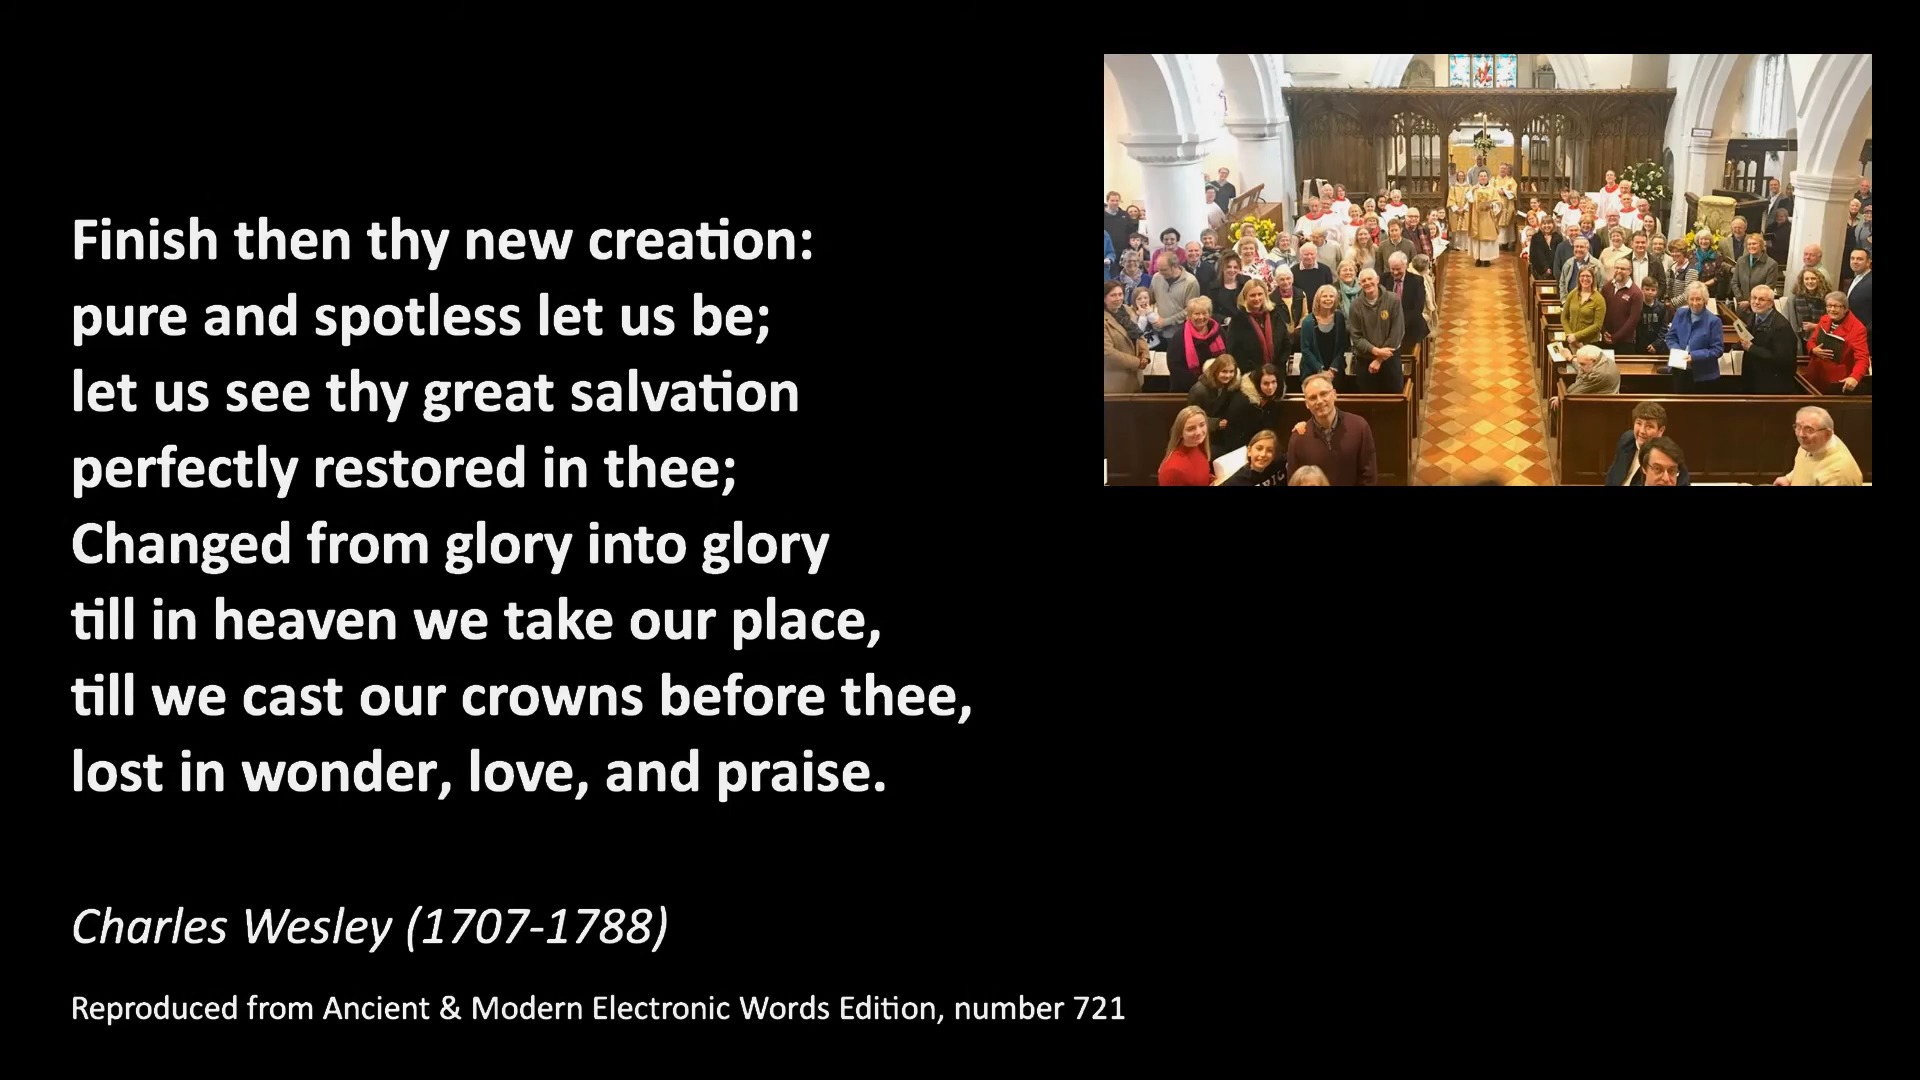 Finish then thy new creation:
pure and spotless let us be;
let us see thy great salvation
perfectly restored in thee;
Changed from glory into glory
till in heaven we take our place,
till we cast our crowns before thee,
lost in wonder, love, and praise.
Charles Wesley (1707-1788)
Reproduced from Ancient & Modern Electronic Words Edition, number 721